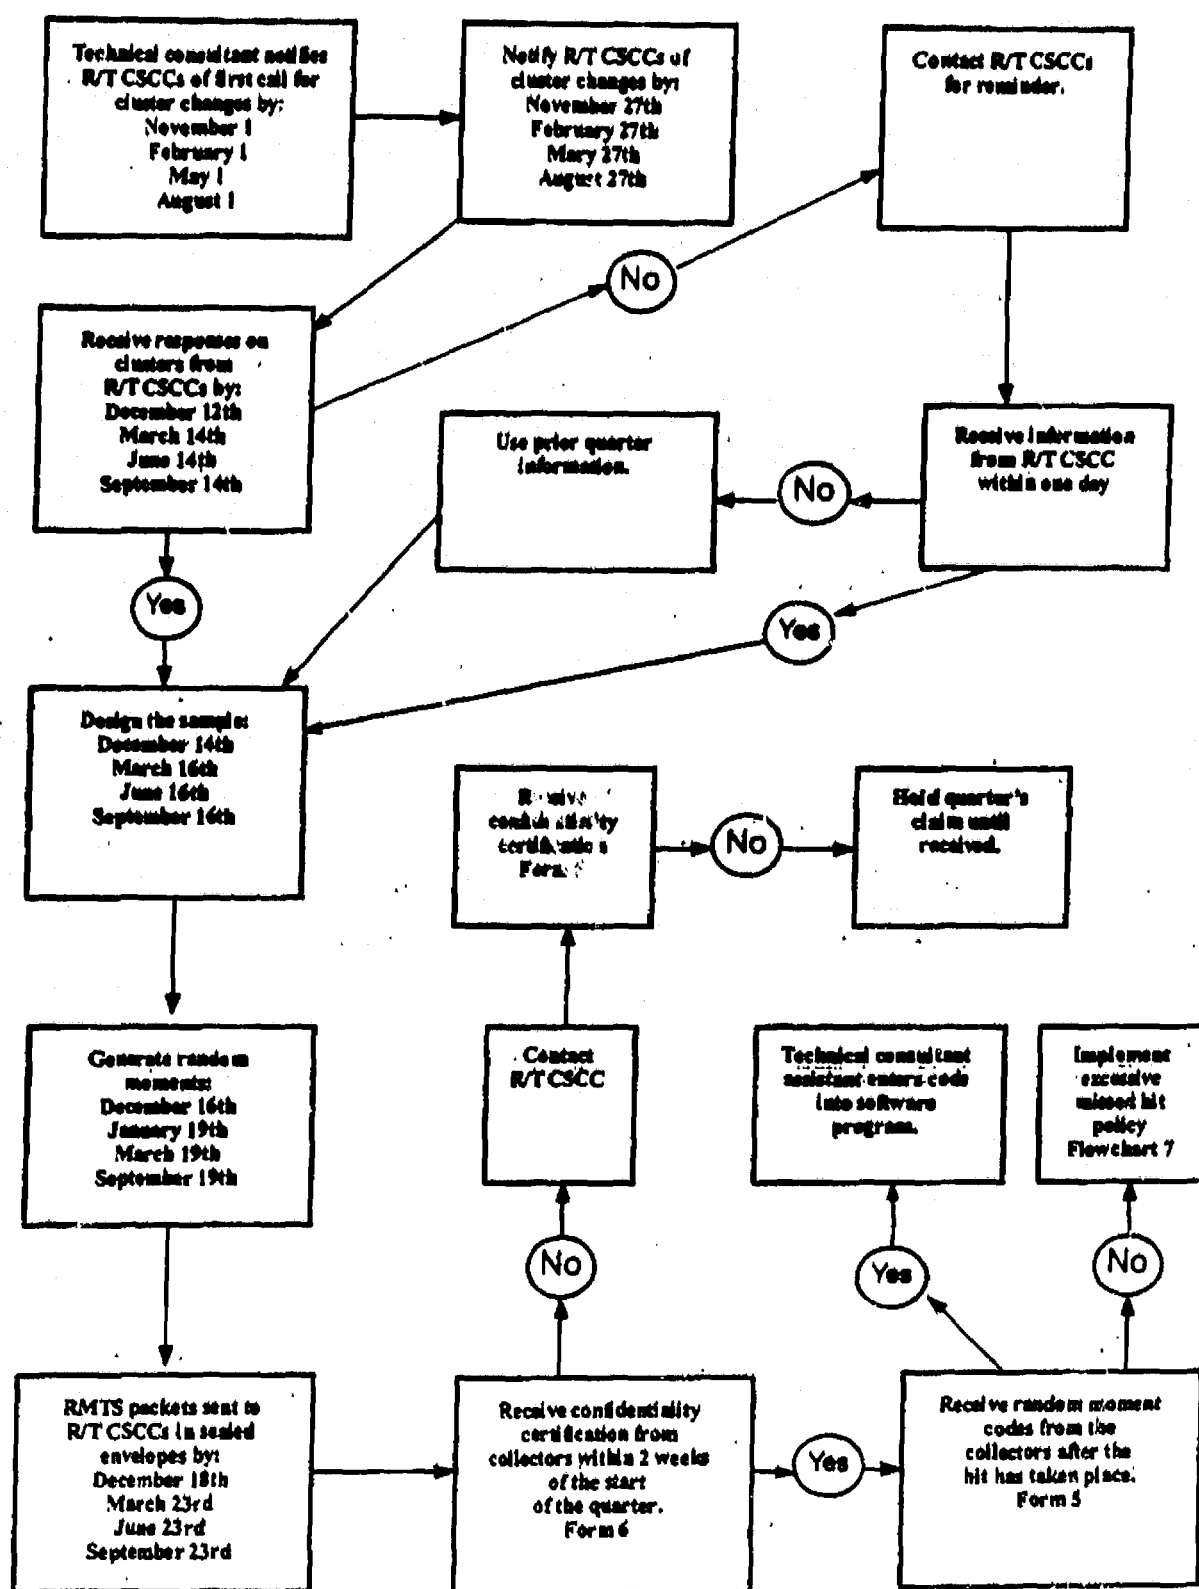 Technical consultant notifies
R/T CSCCs of first call for
cluster changes by:
November 1
February 1
May 1
August 1
Notify R/T CSCCs of
cluster changes by:
November 27th
February 27th
Mary 27th
August 27th
Contact R/T CSCCs
for reminder.
No
Receive responses on
clusters from
R/T CSCCs by:
December 12th
March 14th
June 14th
September 14th
Use prior quarter
information.
No
Receive information
from R/T CSCC
within one day
Yes
Yes
Design the sample:
December 14th
March 16th
June 16th
September 16th
Receive
certification
Form
No
Hold quarter's
claim until
received.
Generate random
moments:
December 16th
January 19th
March 19th
September 19th
Contact
R/T CSCC
Technical consultant
assistant enters code
into software
program.
Implement
excessive
missed hit
policy
Flowchart 7
No
Yes
No
RMTS packets sent to
R/T CSCCs in sealed
envelopes by:
December 18th
March 23rd
June 23rd
September 23rd
Receive confidentiality
certification from
collectors within 2 weeks
of the start
of the quarter.
Form 6
Yes
Receive random moment
codes from the
collectors after the
hit has taken place.
Form 5